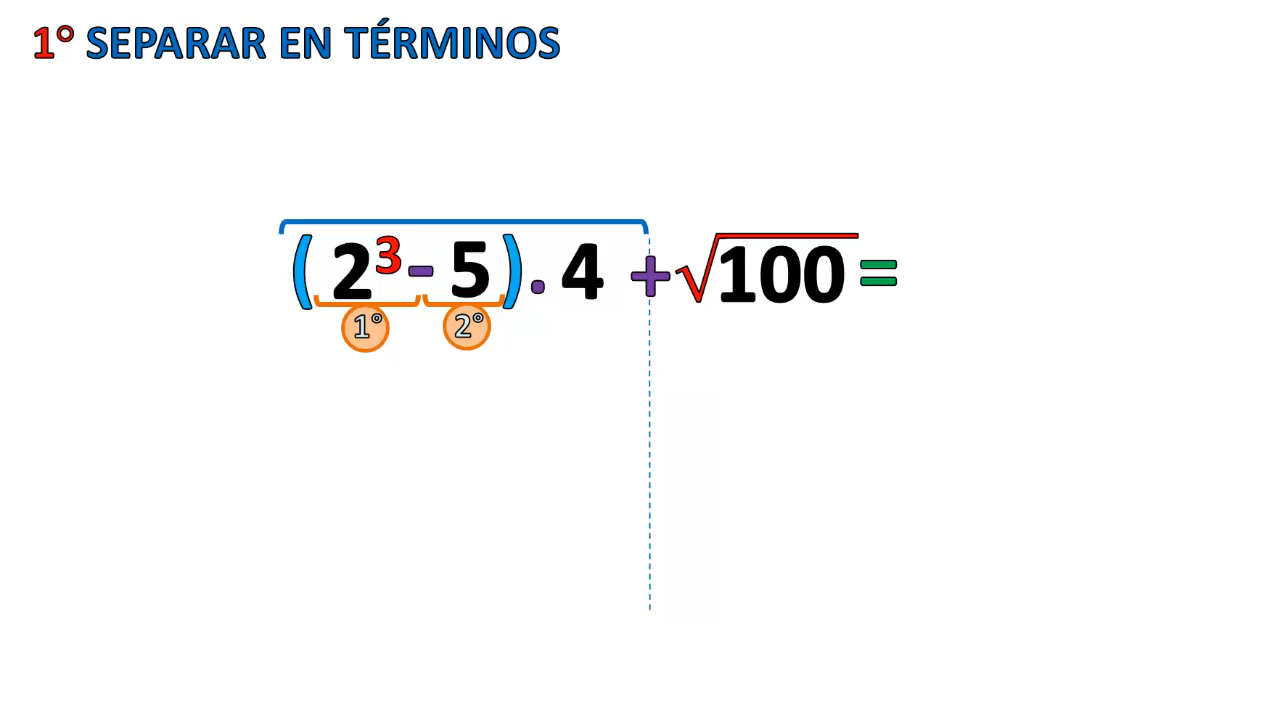 1° SEPARAR EN TÉRMINOS
(2³- 5).4+√100=
1° 2°